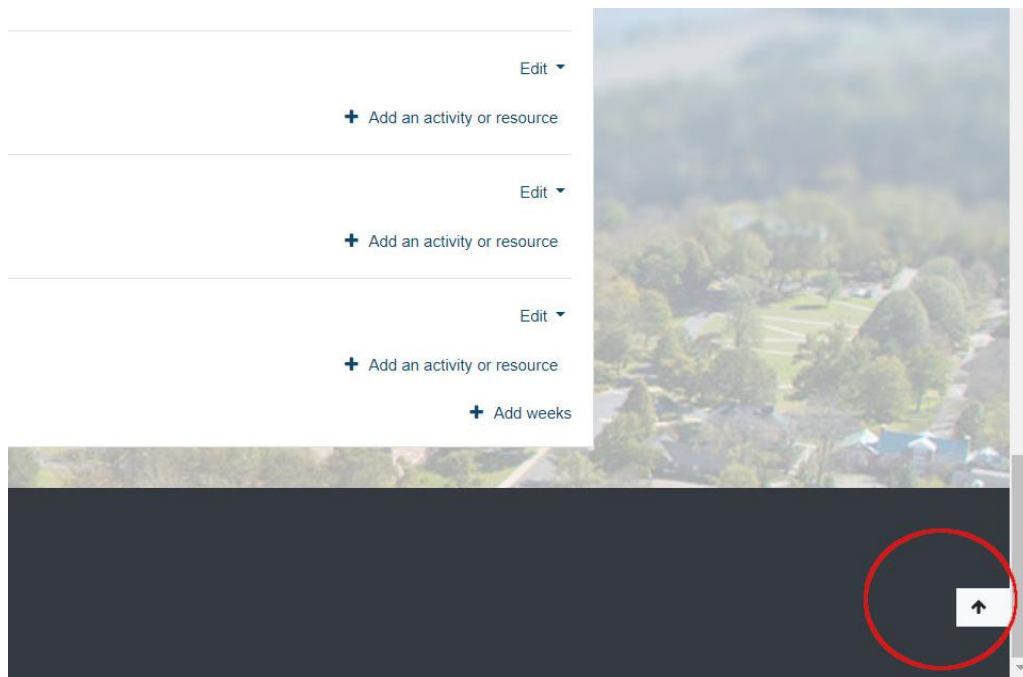 Edit
Add an activity or resource
Edit
Add an activity or resource
Edit
Add an activity or resource
Add weeks